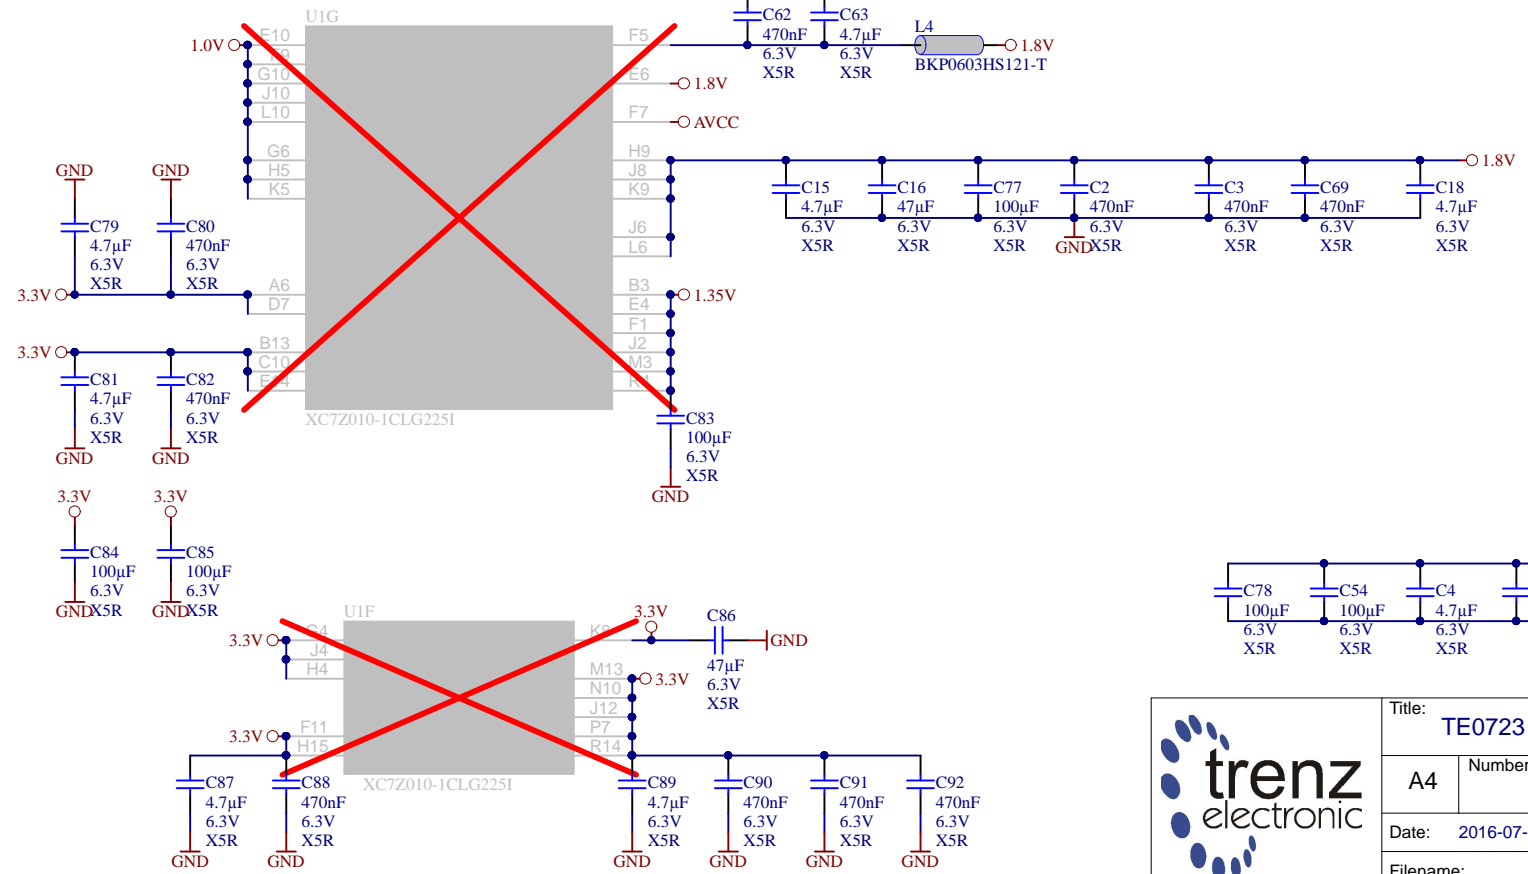 U1G
1.0V
E10
F9
G10
J10
L10
G6
H5
K5
A6
D7
B13
C10
E14
F5
E6
F7
H9
J8
K9
J6
L6
B3
E4
F1
J2
M3
R4
XC7Z010-1CLG225I
C62
470nF
6.3V
X5R
C63
4.7µF
6.3V
X5R
L4
BKP0603HS121-T
1.8V
1.8V
AVCC
1.8V
C15
4.7µF
6.3V
X5R
C16
47µF
6.3V
X5R
C77
100µF
6.3V
X5R
C2
470nF
6.3V
X5R
GND
C3
470nF
6.3V
X5R
C69
470nF
6.3V
X5R
C18
4.7µF
6.3V
X5R
GND
C79
4.7µF
6.3V
X5R
GND
C80
470nF
6.3V
X5R
3.3V
3.3V
C81
4.7µF
6.3V
X5R
GND
C82
470nF
6.3V
X5R
GND
1.35V
C83
100µF
6.3V
X5R
GND
3.3V
C84
100µF
6.3V
X5R
GND
3.3V
C85
100µF
6.3V
X5R
GND
U1F
3.3V
G4
J4
H4
3.3V
F11
H15
K8
M13
N10
J12
P7
R14
XC7Z010-1CLG225I
3.3V
C86
47µF
6.3V
X5R
GND
3.3V
C87
4.7µF
6.3V
X5R
GND
C88
470nF
6.3V
X5R
GND
C89
4.7µF
6.3V
X5R
GND
C90
470nF
6.3V
X5R
GND
C91
470nF
6.3V
X5R
GND
C92
470nF
6.3V
X5R
GND
C78
100µF
6.3V
X5R
C54
100µF
6.3V
X5R
C4
4.7µF
6.3V
X5R
trenz
electronic
Title:
TE0723
A4
Number
Date: 2016-07-
Filename: